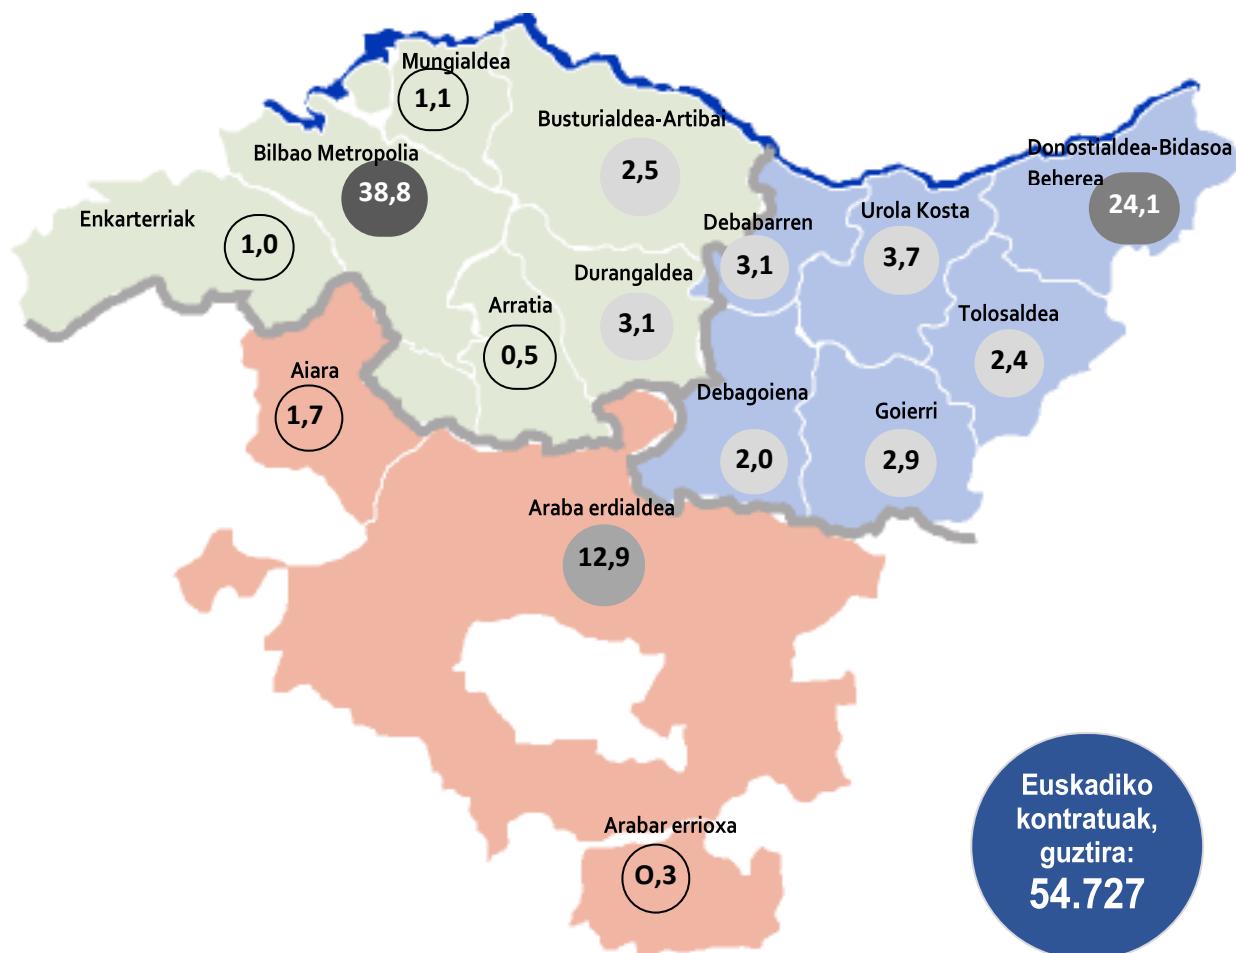 Mungialdea
1,1
Busturialdea-Artibai
2,5
Bilbao Metropolia
38,8
Enkarterriak
1,0
Donostialdea-Bidasoa
Beherea
24,1
Debabarren
3,1
Urola Kosta
3,7
Durangaldea
3,1
Arratia
0,5
Tolosaldea
2,4
Aiara
1,7
Debagoiena
2,0
Goierri
2,9
Araba erdialdea
12,9
Arabar errioxa
O,3
Euskadiko
kontratuak,
guztira:
54.727